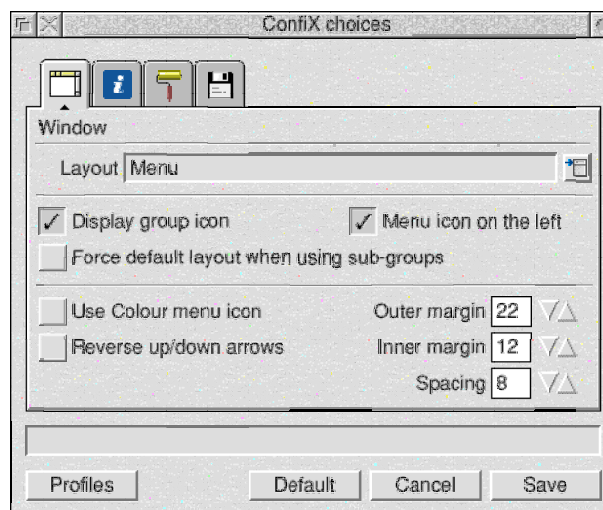 ConfiX choices
Window
Layout Menu
Display group icon Menu icon on the left
Force default layout when using sub-groups
Use Colour menu icon Outer margin 22
Reverse up/down arrows Inner margin 12
Spacing 8
Profiles Default Cancel Save